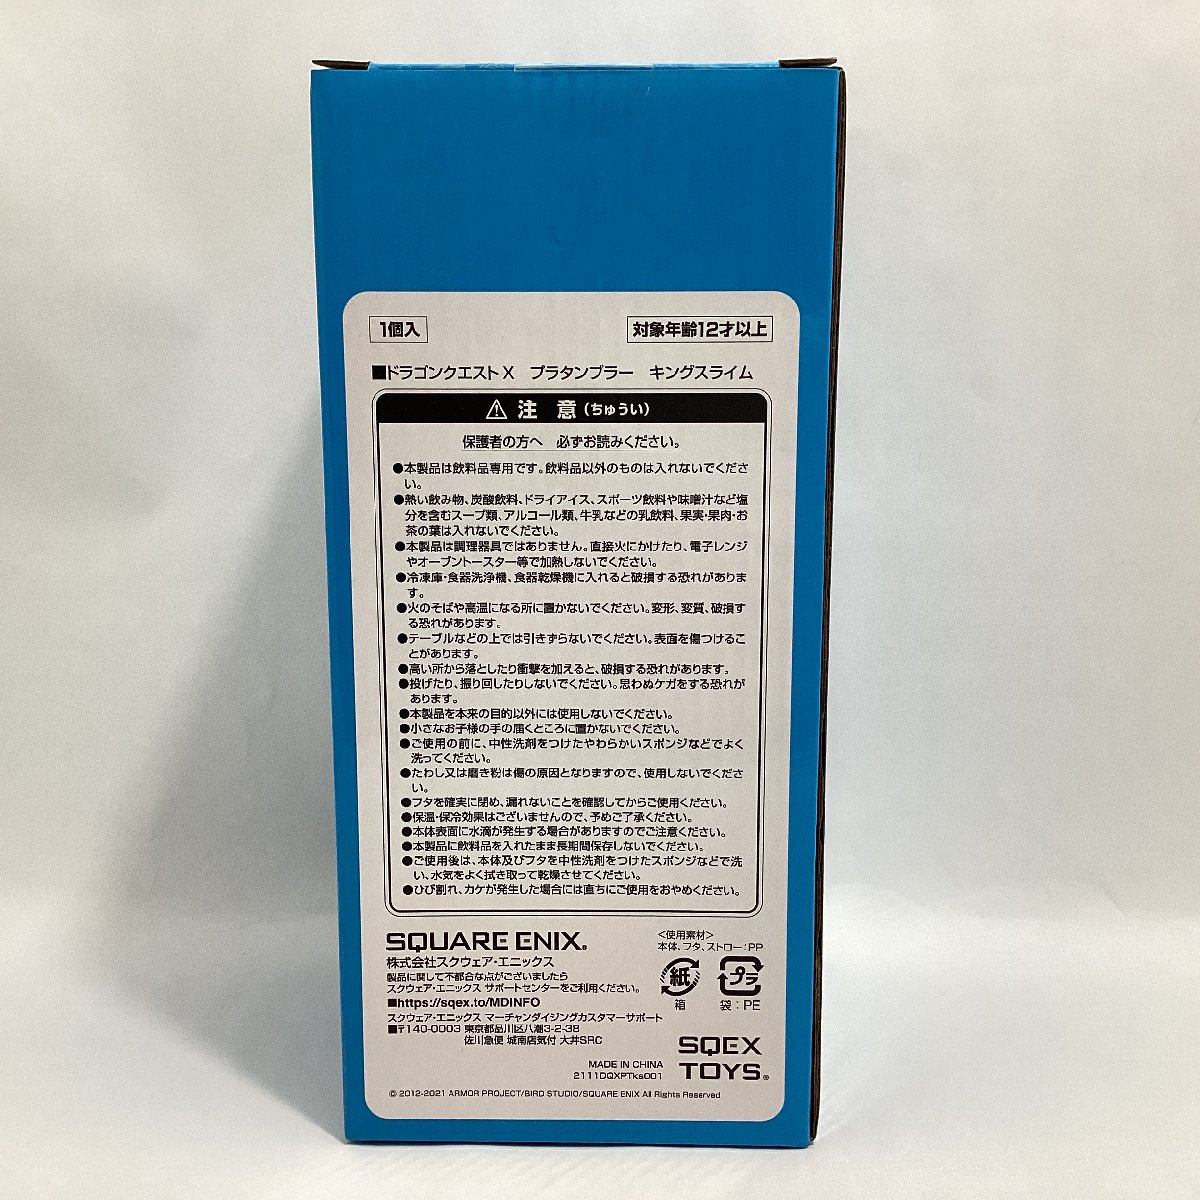 1個入
対象年齢12才以上
■ドラゴンクエストX プラタンブラー キングスライム
⚠ 注 意(ちゅうい)
保護者の方へ 必ずお読みください。
●本製品は飲料品専用です。飲料品以外のものは入れないでくださ
い。
●熱い飲み物、炭酸飲料、ドライアイス、スポーツ飲料や味噌汁など塩
分を含むスープ類、アルコール類、牛乳などの乳飲料、果実・果肉・お
茶の葉は入れないでください。
●本製品は調理器具ではありません。直接火にかけたり、電子レンジ
やオーブントースター等で加熱しないでください。
●冷凍庫・食器洗浄機、食器乾燥機に入れると破損する恐れがありま
す。
●火のそばや高温になる所に置かないでください。変形、変質、破損す
る恐れがあります。
●テーブルなどの上では引きずらないでください。表面を傷つけるこ
とがあります。
●高い所から落としたり衝撃を加えると、破損する恐れがあります。
●投げたり、振り回したりしないでください。思わぬケガをする恐れが
あります。
●本製品を本来の目的以外には使用しないでください。
●小さなお子様の手の届くところに置かないでください。
●ご使用の前に、中性洗剤をつけたやわらかいスポンジなどでよく
洗ってください。
●たわし又は磨き粉は傷の原因となりますので、使用しないでくださ
い。
●フタを確実に閉め、漏れないことを確認してからご使用ください。
●保温・保冷効果はございませんので、予めご了承ください。
●本体表面に水滴が発生する場合がありますのでご注意ください。
●本製品に飲料品を入れたまま長期間保存しないでください。
●ご使用後は、本体及びフタを中性洗剤をつけたスポンジなどで洗
い、水気をよく拭き取って乾燥させてください。
●ひび割れ、カケが発生した場合には直ちにご使用をおやめください。
SQUARE ENIX®
株式会社スクウェア・エニックス
製品に関して不都合な点がございましたら
スクウェア・エニックス サポートセンターをご利用ください。
■https://sqex.to/MDINFO
スクウェア・エニックス マーチャンダイジングカスタマーサポート
■〒140-0003 東京都品川区八潮3-2-38
佐川急便 城南店気付 大井SRC
<使用素材>
本体、フタ、ストロー:PP
紙
プラ
箱
袋:PE
SQEX
TOYS®
MADE IN CHINA
2111DQXPTks001
© 2012-2021 ARMOR PROJECT/BIRD STUDIO/SQUARE ENIX All Rights Reserved.